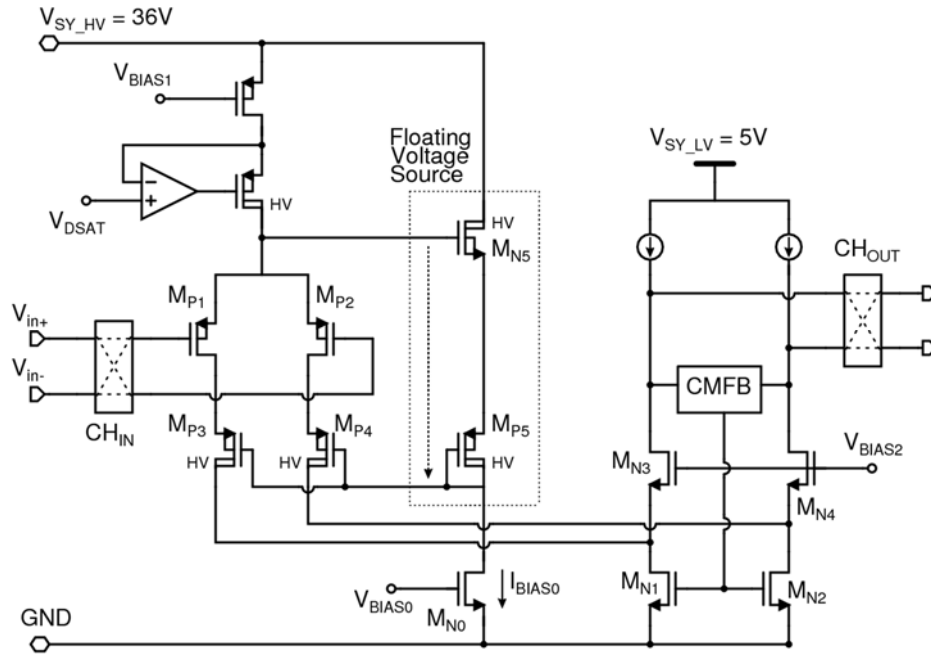 V_SY_HV = 36V
V_BIAS1
Floating
Voltage
Source
V_SY_LV = 5V
HV
V_DSAT
HV
M_N5
CH_OUT
M_P1
M_P2
V_in+
V_in-
CH_IN
CMFB
M_P3
M_P4
M_P5
HV
HV
HV
M_N3
V_BIAS2
M_N4
M_N1
M_N2
V_BIAS0
M_N0
I_BIAS0
GND